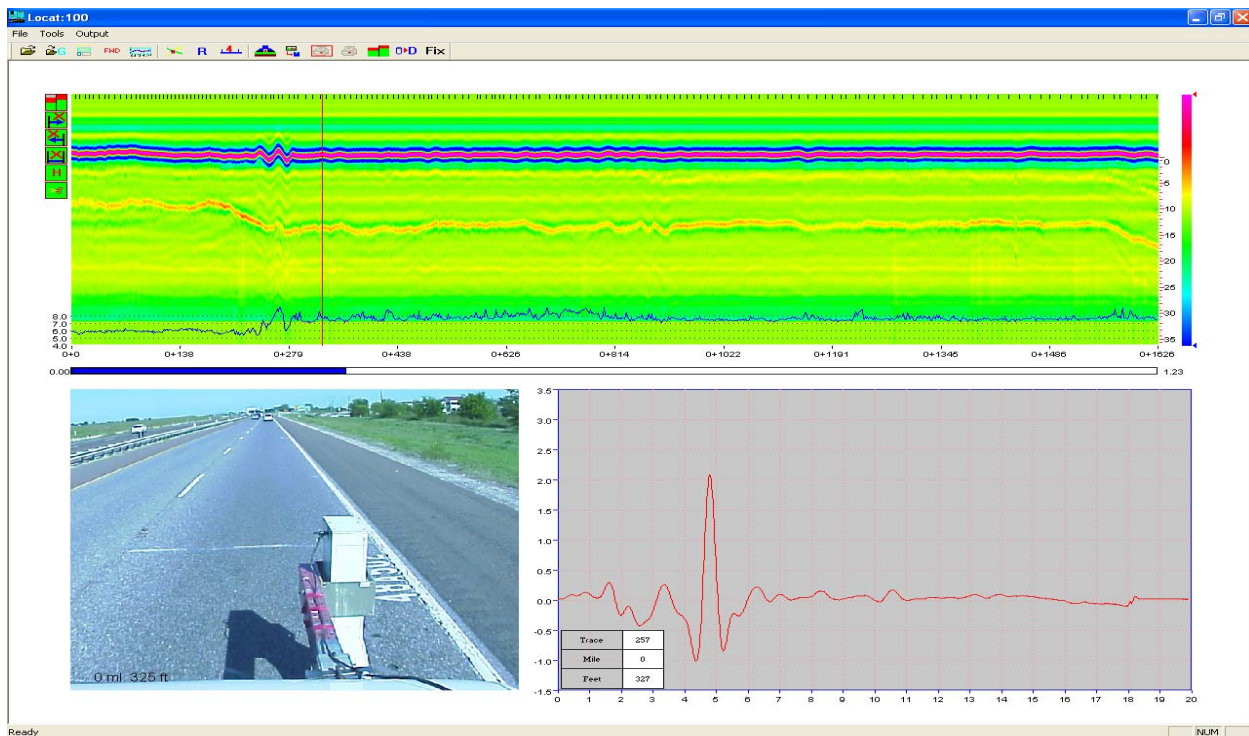 Locat:100
File Tools Output
G FWD R 4 0▸D Fix
H
0
5
10
15
20
25
30
35
8.0
7.0
6.0
5.0
4.0
0+0 0+138 0+279 0+438 0+626 0+814 0+1022 0+1191 0+1345 0+1486 0+1626
0.00 1.23
0 ml 325 ft
3.5
3.0
2.5
2.0
1.5
1.0
0.5
0.0
-0.5
-1.0
-1.5
Trace 257
Mile 0
Feet 327
0 1 2 3 4 5 6 7 8 9 10 11 12 13 14 15 16 17 18 19 20
Ready NUM